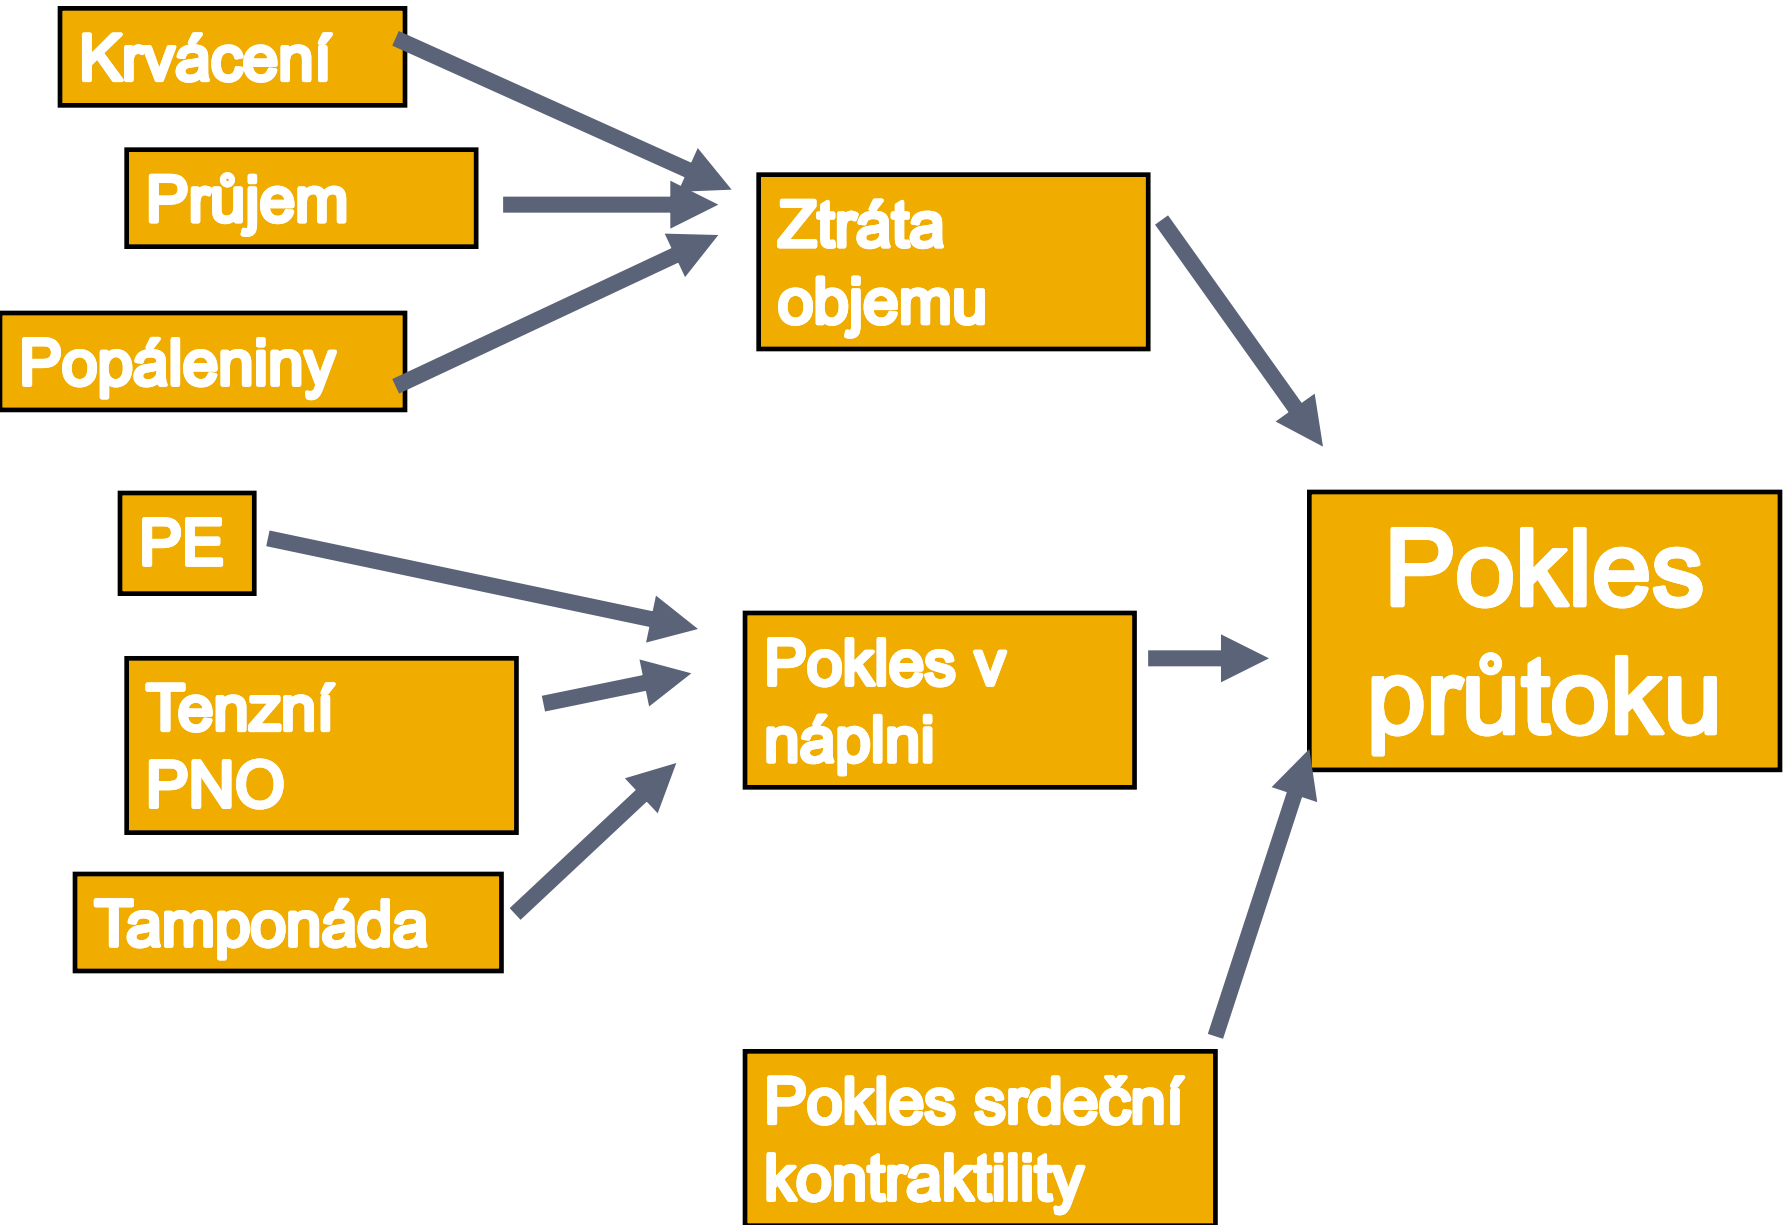 Krvácení
Průjem
Popáleniny
Ztráta
objemu
PE
Tenzní
PNO
Tamponáda
Pokles v
náplni
Pokles srdeční
kontraktility
Pokles
průtoku